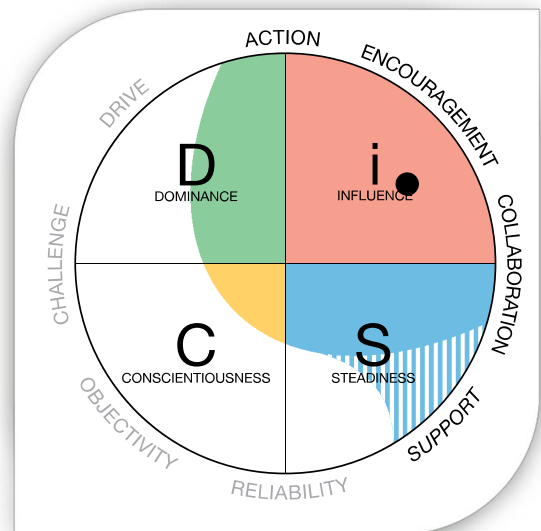 ACTION
ENCOURAGEMENT
DRIVE
D
DOMINANCE
i
INFLUENCE
CHALLENGE
COLLABORATION
C
CONSCIENTIOUSNESS
S
STEADINESS
OBJECTIVITY
SUPPORT
RELIABILITY